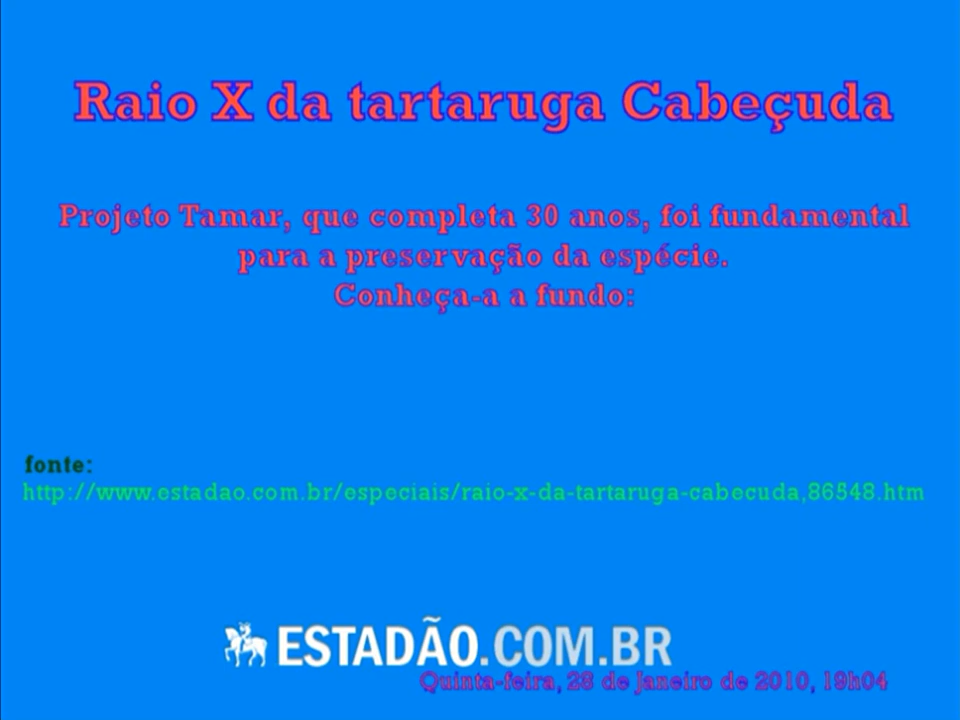 Raio X da tartaruga Cabeçuda
Projeto Tamar, que completa 30 anos, foi fundamental
para a preservação da espécie.
Conheça-a a fundo:
fonte:
http://www.estadao.com.br/especiais/raio-x-da-tartaruga-cabecuda,86548.htm
ESTADÃO.COM.BR
Quinta-feira, 28 de Janeiro de 2010, 19h04